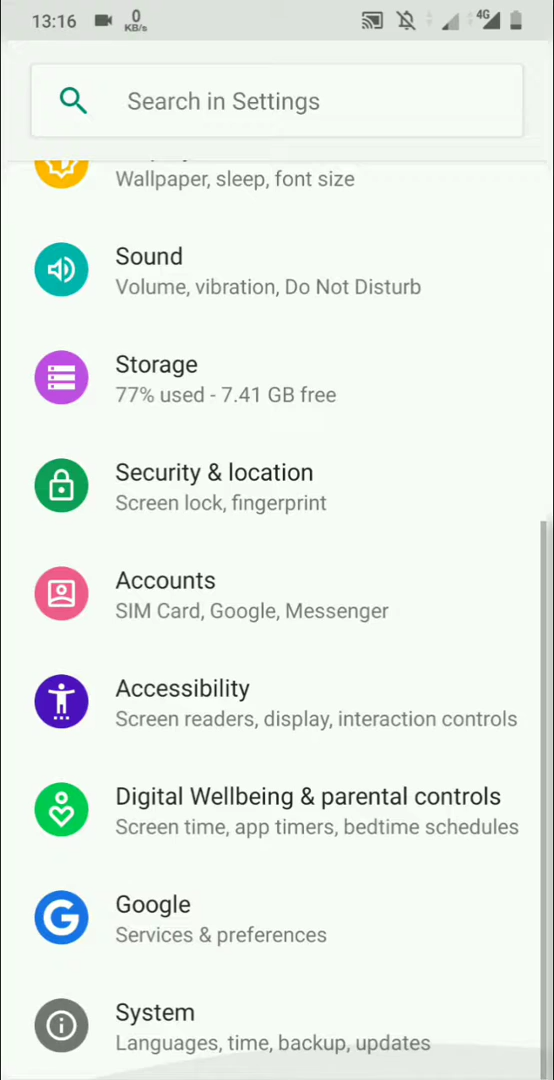 13:16
0
KB/s
4G
Search in Settings
Wallpaper, sleep, font size
Sound
Volume, vibration, Do Not Disturb
Storage
77% used - 7.41 GB free
Security & location
Screen lock, fingerprint
Accounts
SIM Card, Google, Messenger
Accessibility
Screen readers, display, interaction controls
Digital Wellbeing & parental controls
Screen time, app timers, bedtime schedules
Google
Services & preferences
System
Languages, time, backup, updates